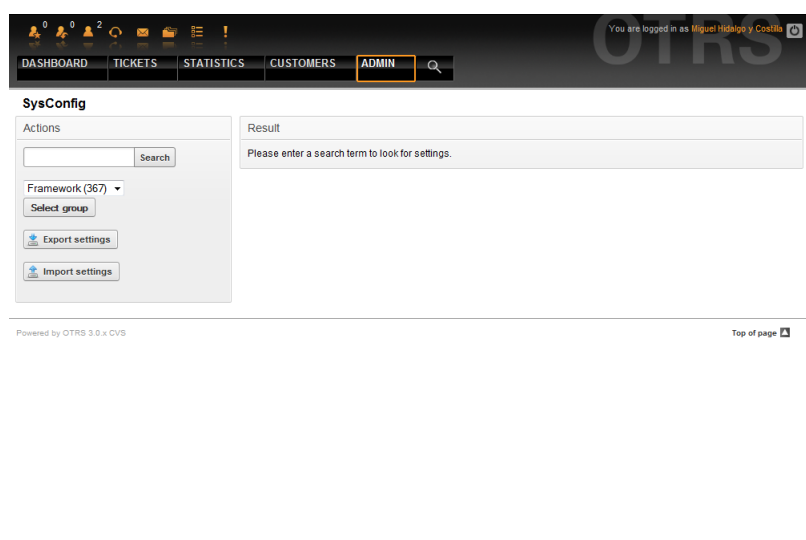 0 0 2
OTRS
You are logged in as Miguel Hidalgo y Costilla
DASHBOARD TICKETS STATISTICS CUSTOMERS ADMIN
SysConfig
Actions
Search
Framework (367)
Select group
Export settings
Import settings
Result
Please enter a search term to look for settings.
Powered by OTRS 3.0.x CVS
Top of page